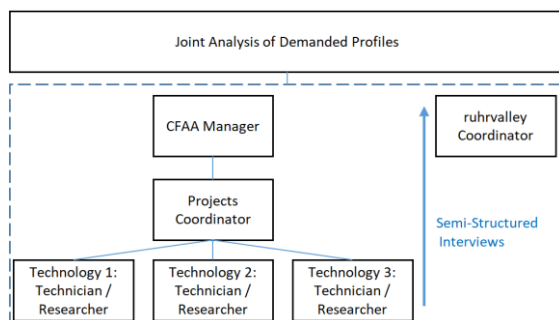 Joint Analysis of Demanded Profiles
CFAA Manager
ruhrvalley
Coordinator
Projects
Coordinator
Semi-Structured
Interviews
Technology 1:
Technician /
Researcher
Technology 2:
Technician /
Researcher
Technology 3:
Technician /
Researcher